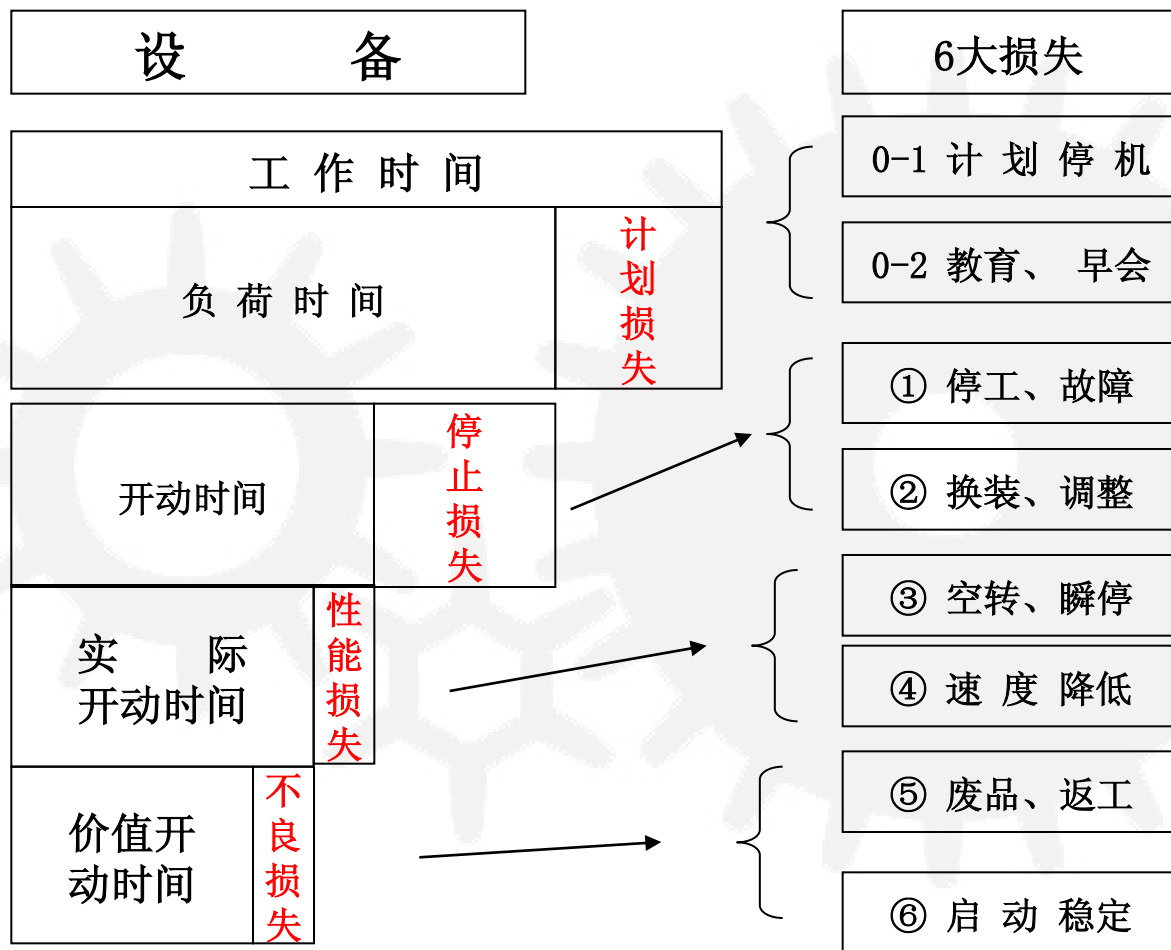 设 备
6大损失
工 作 时 间
负 荷 时 间
计
划
损
失
0-1 计 划 停 机
0-2 教育、 早会
开动时间
停
止
损
失
① 停工、故障
② 换装、调整
实 际
开动时间
性
能
损
失
③ 空转、瞬停
④ 速 度 降低
价值开
动时间
不
良
损
失
⑤ 废品、返工
⑥ 启 动 稳定